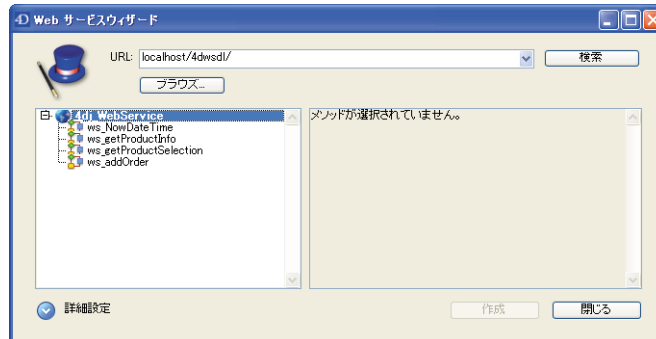 4D Web サービスウィザード
URL: localhost/4dwsdl/ 検索
ブラウズ...
4dj_WebService
ws_NowDateTime
ws_getProductInfo
ws_getProductSelection
ws_addOrder
メソッドが選択されていません。
詳細設定 作成 閉じる